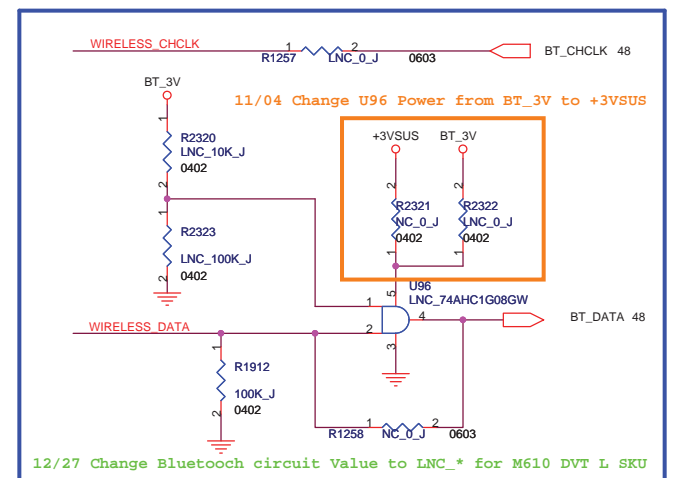 WIRELESS_CHCLK
1
2
R1257
LNC_0_J
0603
BT_CHCLK 48
BT_3V
11/04 Change U96 Power from BT_3V to +3VSUS
1
R2320
LNC_10K_J
0402
2
+3VSUS
BT_3V
2
2
R2321
NC_0_J
0402
1
R2322
LNC_0_J
0402
1
1
R2323
LNC_100K_J
0402
2
U96
LNC_74AHC1G08GW
5
1
2
4
3
BT_DATA 48
WIRELESS_DATA
1
R1912
100K_J
0402
2
R1258
1
NC_0_J
2
0603
12/27 Change Bluetooch circuit Value to LNC_* for M610 DVT L SKU